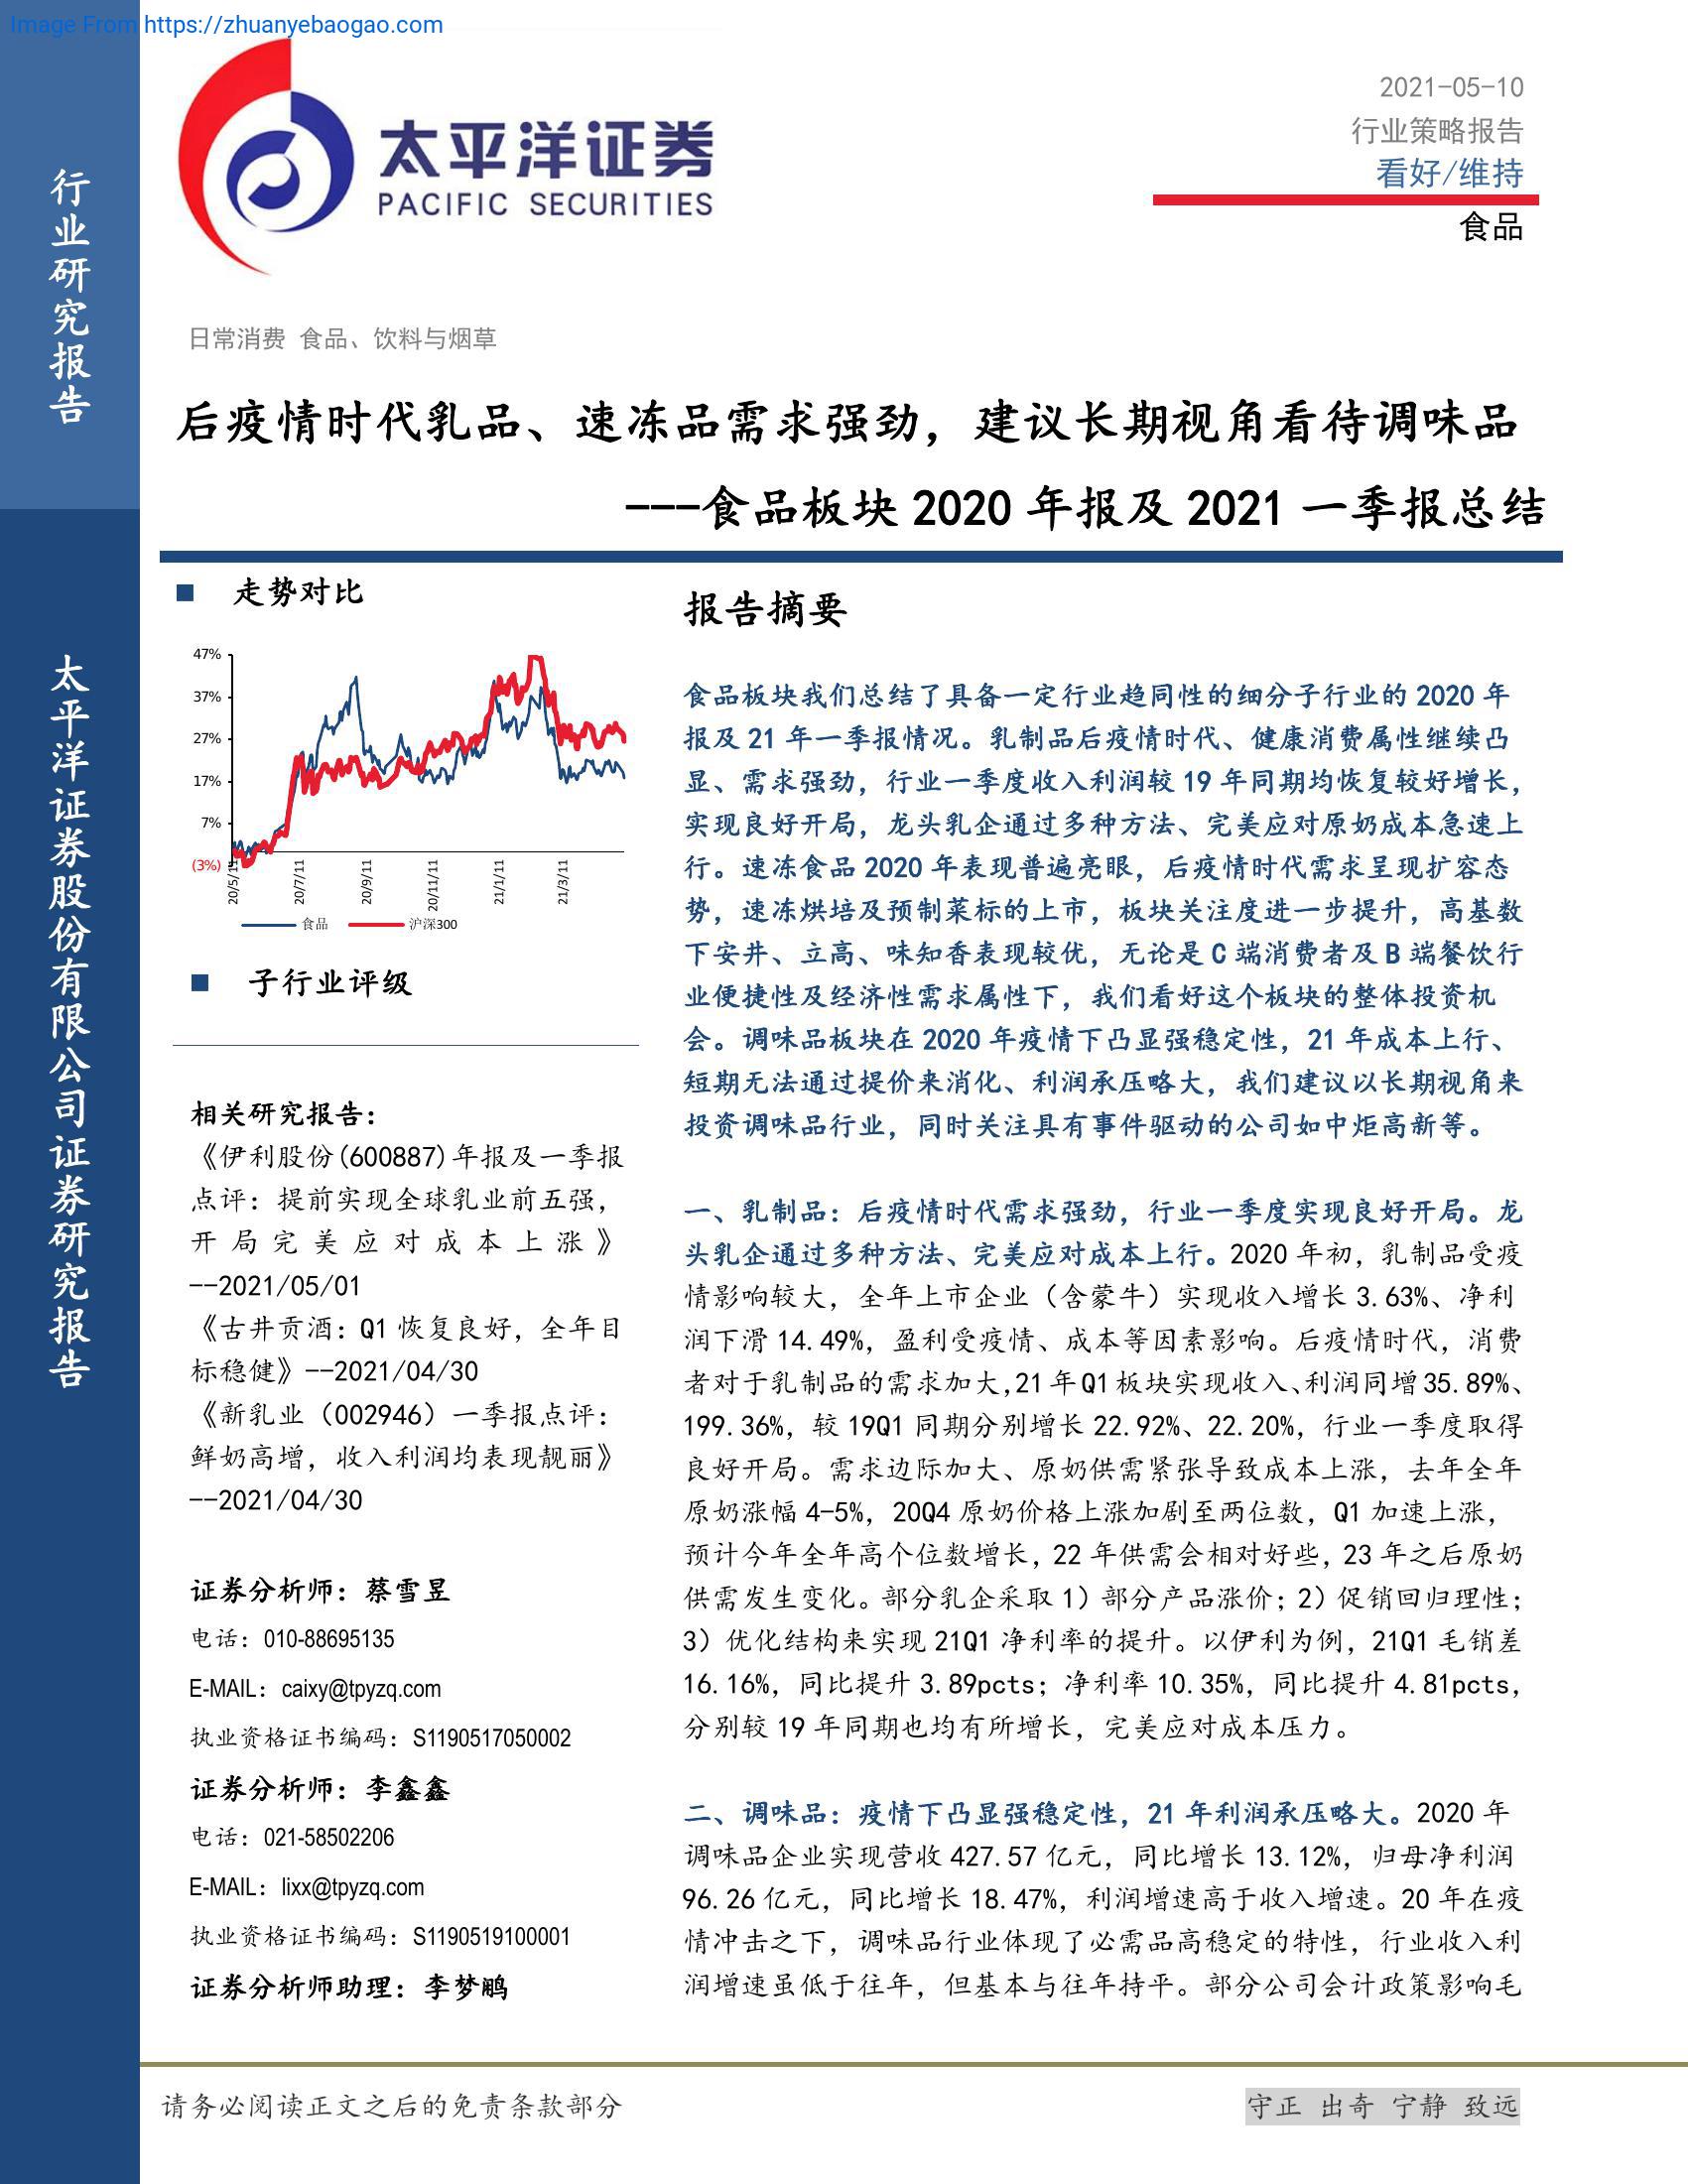 Image From https://zhuanyebaogao.com
行业研究报告
太平洋证券股份有限公司证券研究报告
太平洋证券
PACIFIC SECURITIES
2021-05-10
行业策略报告
看好/维持
食品
日常消费 食品、饮料与烟草
后疫情时代乳品、速冻品需求强劲，建议长期视角看待调味品
---食品板块 2020 年报及 2021 一季报总结
■ 走势对比
47%
37%
27%
17%
7%
(3%)
20/5/11
20/7/11
20/9/11
20/11/11
21/1/11
21/3/11
食品
沪深300
■ 子行业评级
相关研究报告：
《伊利股份(600887)年报及一季报
点评：提前实现全球乳业前五强，
开局完美应对成本上涨》
--2021/05/01
《古井贡酒：Q1 恢复良好，全年目
标稳健》--2021/04/30
《新乳业（002946）一季报点评：
鲜奶高增，收入利润均表现靓丽》
--2021/04/30
证券分析师：蔡雪昱
电话：010-88695135
E-MAIL：caixy@tpyzq.com
执业资格证书编码：S1190517050002
证券分析师：李鑫鑫
电话：021-58502206
E-MAIL：lixx@tpyzq.com
执业资格证书编码：S1190519100001
证券分析师助理：李梦鹇
报告摘要
食品板块我们总结了具备一定行业趋同性的细分子行业的 2020 年
报及 21 年一季报情况。乳制品后疫情时代、健康消费属性继续凸
显、需求强劲，行业一季度收入利润较 19 年同期均恢复较好增长，
实现良好开局，龙头乳企通过多种方法、完美应对原奶成本急速上
行。速冻食品 2020 年表现普遍亮眼，后疫情时代需求呈现扩容态
势，速冻烘培及预制菜标的上市，板块关注度进一步提升，高基数
下安井、立高、味知香表现较优，无论是 C 端消费者及 B 端餐饮行
业便捷性及经济性需求属性下，我们看好这个板块的整体投资机
会。调味品板块在 2020 年疫情下凸显强稳定性，21 年成本上行、
短期无法通过提价来消化、利润承压略大，我们建议以长期视角来
投资调味品行业，同时关注具有事件驱动的公司如中炬高新等。
一、乳制品：后疫情时代需求强劲，行业一季度实现良好开局。龙
头乳企通过多种方法、完美应对成本上行。2020 年初，乳制品受疫
情影响较大，全年上市企业（含蒙牛）实现收入增长 3.63%、净利
润下滑 14.49%，盈利受疫情、成本等因素影响。后疫情时代，消费
者对于乳制品的需求加大，21 年 Q1 板块实现收入、利润同增 35.89%、
199.36%，较 19Q1 同期分别增长 22.92%、22.20%，行业一季度取得
良好开局。需求边际加大、原奶供需紧张导致成本上涨，去年全年
原奶涨幅 4-5%，20Q4 原奶价格上涨加剧至两位数，Q1 加速上涨，
预计今年全年高个位数增长，22 年供需会相对好些，23 年之后原奶
供需发生变化。部分乳企采取 1）部分产品涨价；2）促销回归理性；
3）优化结构来实现 21Q1 净利率的提升。以伊利为例，21Q1 毛销差
16.16%，同比提升 3.89pcts；净利率 10.35%，同比提升 4.81pcts，
分别较 19 年同期也均有所增长，完美应对成本压力。
二、调味品：疫情下凸显强稳定性，21 年利润承压略大。2020 年
调味品企业实现营收 427.57 亿元，同比增长 13.12%，归母净利润
96.26 亿元，同比增长 18.47%，利润增速高于收入增速。20 年在疫
情冲击之下，调味品行业体现了必需品高稳定的特性，行业收入利
润增速虽低于往年，但基本与往年持平。部分公司会计政策影响毛
请务必阅读正文之后的免责条款部分
守正 出奇 宁静 致远